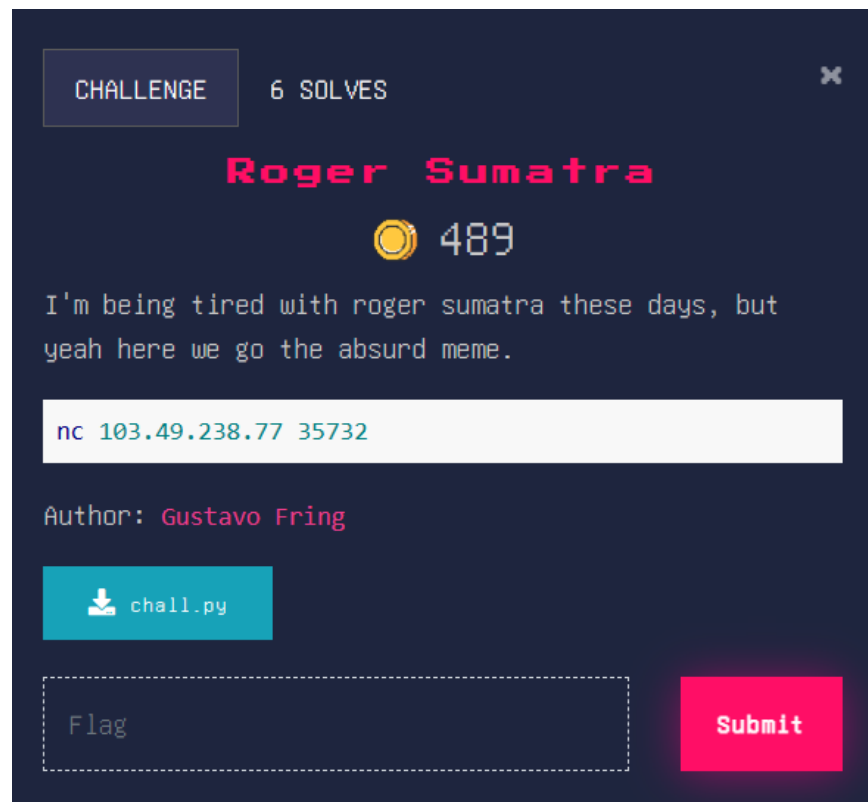 CHALLENGE 6 SOLVES
Roger Sumatra
489
I'm being tired with roger sumatra these days, but
yeah here we go the absurd meme.
nc 103.49.238.77 35732
Author: Gustavo Fring
chall.py
Flag
Submit